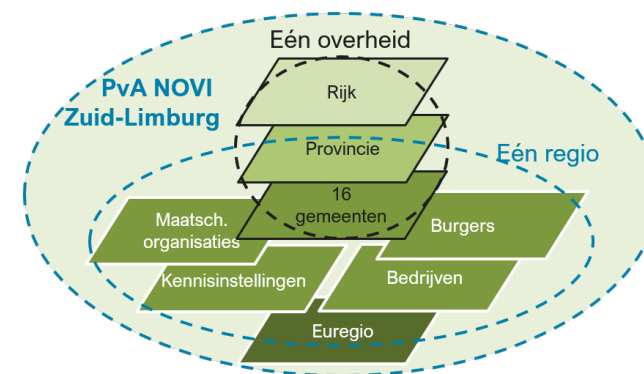 Eén overheid
PvA NOVI
Zuid-Limburg
Rijk
Provincie
Eén regio
16
gemeenten
Maatsch.
organisaties
Burgers
Kennisinstellingen
Bedrijven
Euregio